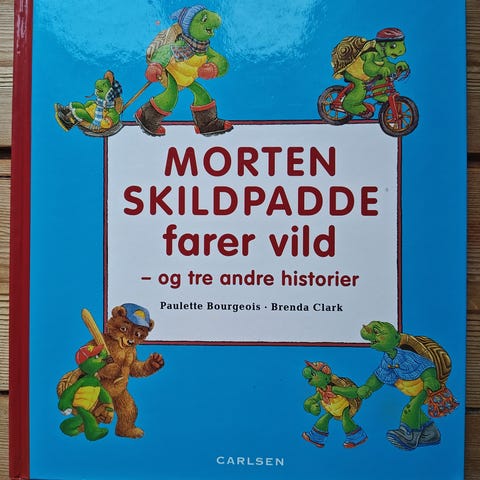 MORTEN
SKILDPADDE
farer vild
– og tre andre historier
Paulette Bourgeois · Brenda Clark
CARLSEN